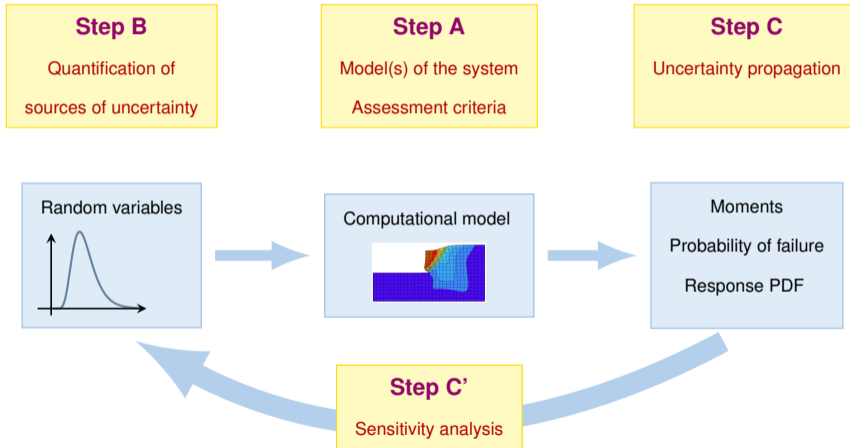 Step B
Quantification of
sources of uncertainty
Step A
Model(s) of the system
Assessment criteria
Step C
Uncertainty propagation
Random variables
Computational model
Moments
Probability of failure
Response PDF
Step C’
Sensitivity analysis